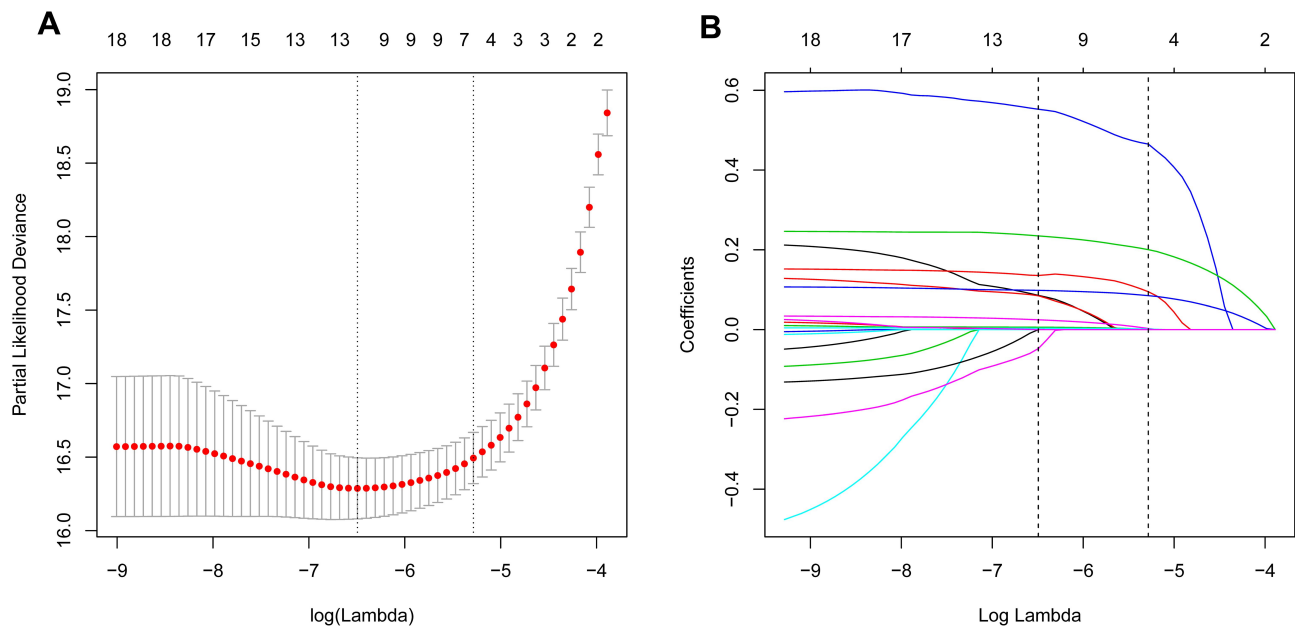 A
18 18 17 15 13 13 9 9 9 7 4 3 3 2 2
Partial Likelihood Deviance
19.0
18.5
18.0
17.5
17.0
16.5
16.0
−9 −8 −7 −6 −5 −4
log(Lambda)
B
18 17 13 9 4 2
Coefficients
0.6
0.4
0.2
0.0
−0.2
−0.4
−9 −8 −7 −6 −5 −4
Log Lambda